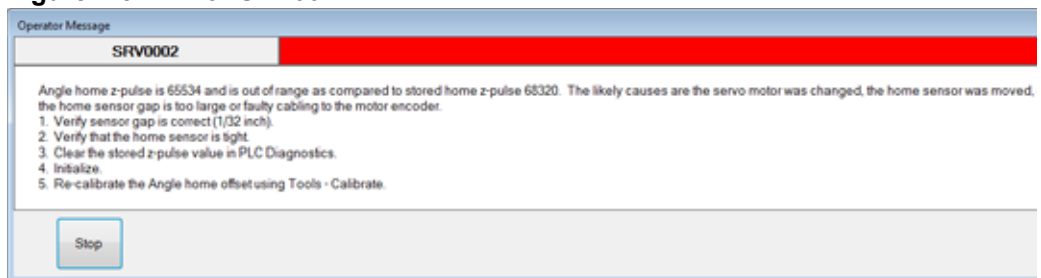 Operator Message
SRV0002
Angle home z-pulse is 65534 and is out of range as compared to stored home z-pulse 68320. The likely causes are the servo motor was changed, the home sensor was moved,
the home sensor gap is too large or faulty cabling to the motor encoder.
1. Verify sensor gap is correct (1/32 inch).
2. Verify that the home sensor is tight.
3. Clear the stored z-pulse value in PLC Diagnostics.
4. Initialize.
5. Re-calibrate the Angle home offset using Tools - Calibrate.
Stop